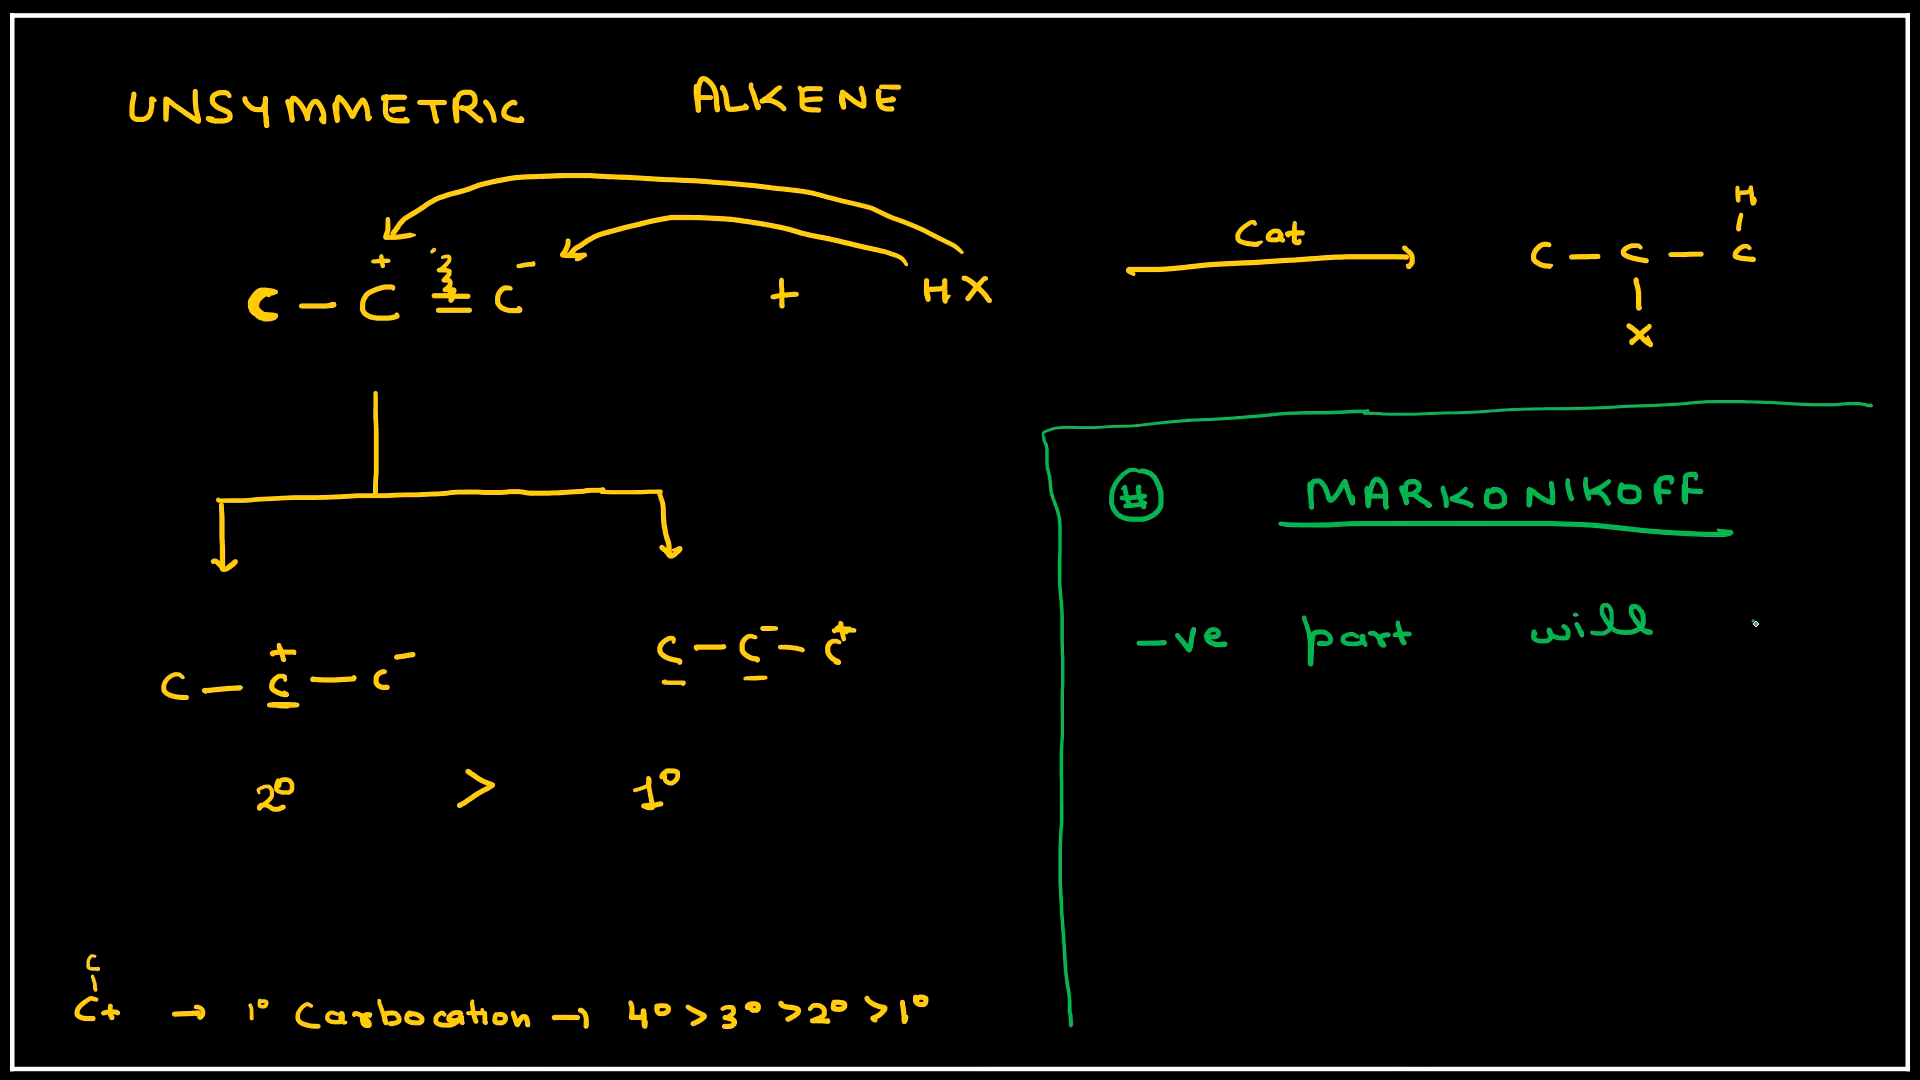 UNSYMMETRIC ALKENE
C - C⁺ = C⁻ + HX
Cat
H
C - C - C
X
# MARKONIKOFF
-ve part will
C - C⁺ - C⁻
C - C⁻ - C⁺
2° > 1°
C
C+ → 1° Carbocation → 4° > 3° > 2° > 1°